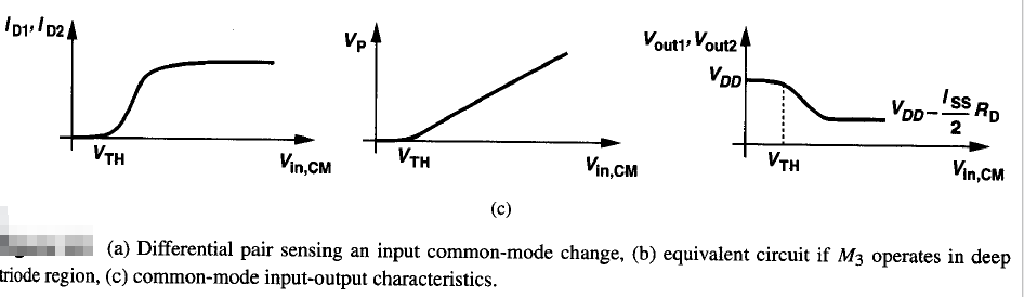 I_D1, I_D2
V_TH
V_in,CM
V_P
V_TH
V_in,CM
V_out1, V_out2
V_DD
V_DD − I_SS/2 R_D
V_TH
V_in,CM
(c)
(a) Differential pair sensing an input common-mode change, (b) equivalent circuit if M3 operates in deep
triode region, (c) common-mode input-output characteristics.